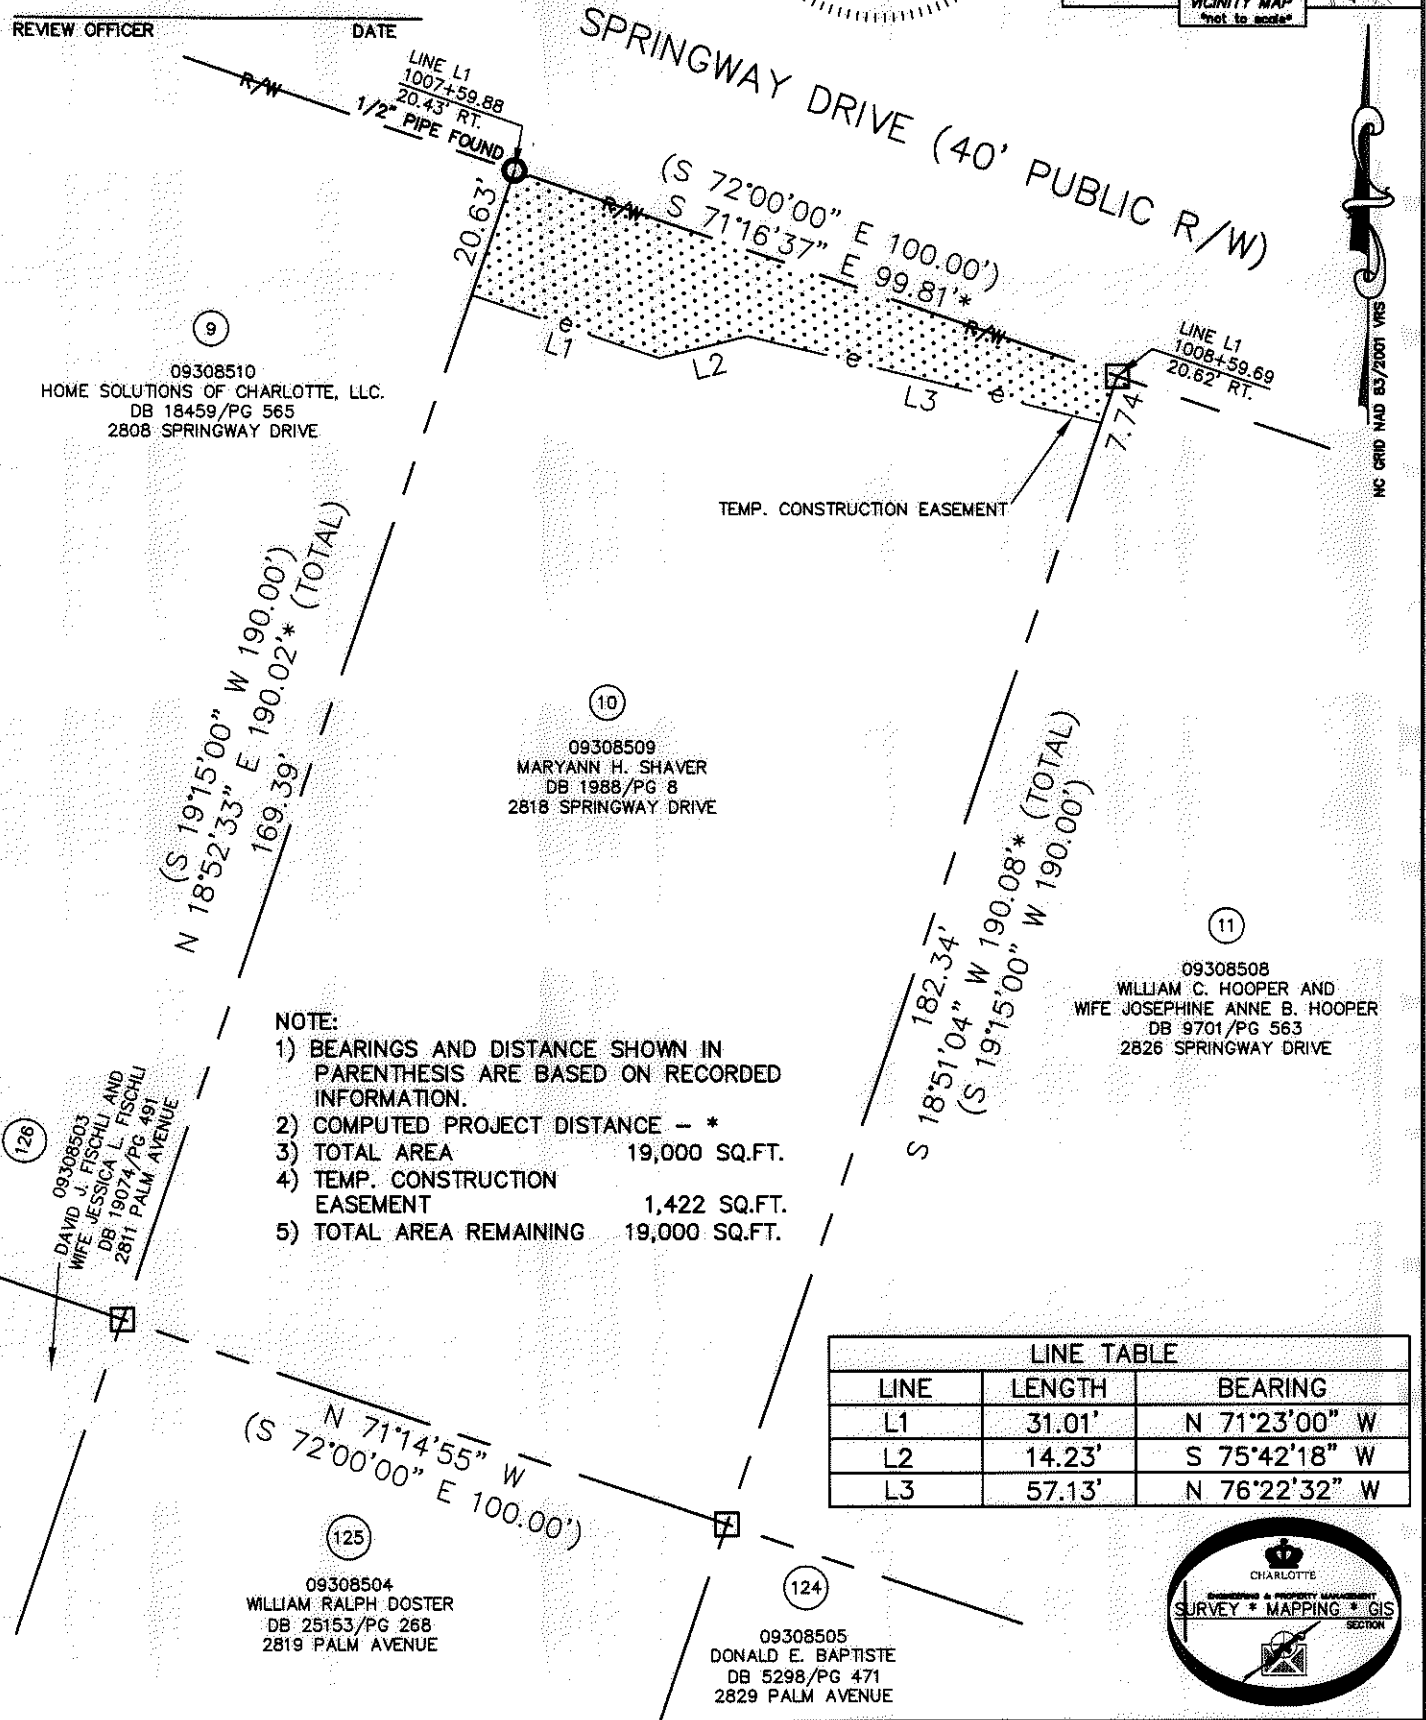 REVIEW OFFICER DATE
VICINITY MAP
*not to scale*
SPRINGWAY DRIVE (40' PUBLIC R/W)
R/W
LINE L1
1007+59.88
20.43' RT.
1/2" PIPE FOUND
(S 72°00'00" E 100.00')
S 71°16'37" E 99.81'*
R/W
R/W
20.63'
e
L1
L2
e
L3
e
LINE L1
1008+59.69
20.62' RT.
7.74'
NC GRID NAD 83/2001 VRS
TEMP. CONSTRUCTION EASEMENT
9
09308510
HOME SOLUTIONS OF CHARLOTTE, LLC.
DB 18459/PG 565
2808 SPRINGWAY DRIVE
(S 19°15'00" W 190.00')
N 18°52'33" E 190.02'* (TOTAL)
169.39'
10
09308509
MARYANN H. SHAVER
DB 1988/PG 8
2818 SPRINGWAY DRIVE
182.34'
S 18°51'04" W 190.08'* (TOTAL)
(S 19°15'00" W 190.00')
11
09308508
WILLIAM C. HOOPER AND
WIFE JOSEPHINE ANNE B. HOOPER
DB 9701/PG 563
2826 SPRINGWAY DRIVE
NOTE:
1) BEARINGS AND DISTANCE SHOWN IN
PARENTHESIS ARE BASED ON RECORDED
INFORMATION.
2) COMPUTED PROJECT DISTANCE - *
3) TOTAL AREA 19,000 SQ.FT.
4) TEMP. CONSTRUCTION
EASEMENT 1,422 SQ.FT.
5) TOTAL AREA REMAINING 19,000 SQ.FT.
126
09308503
DAVID J. FISCHLI AND
WIFE JESSICA L. FISCHLI
DB 19074/PG 491
2811 PALM AVENUE
N 71°14'55" W
(S 72°00'00" E 100.00')
125
09308504
WILLIAM RALPH DOSTER
DB 25153/PG 268
2819 PALM AVENUE
124
09308505
DONALD E. BAPTISTE
DB 5298/PG 471
2829 PALM AVENUE
LINE TABLE
LINE LENGTH BEARING
L1 31.01' N 71°23'00" W
L2 14.23' S 75°42'18" W
L3 57.13' N 76°22'32" W
CHARLOTTE
ENGINEERING & PROPERTY MANAGEMENT
SURVEY * MAPPING * GIS
SECTION